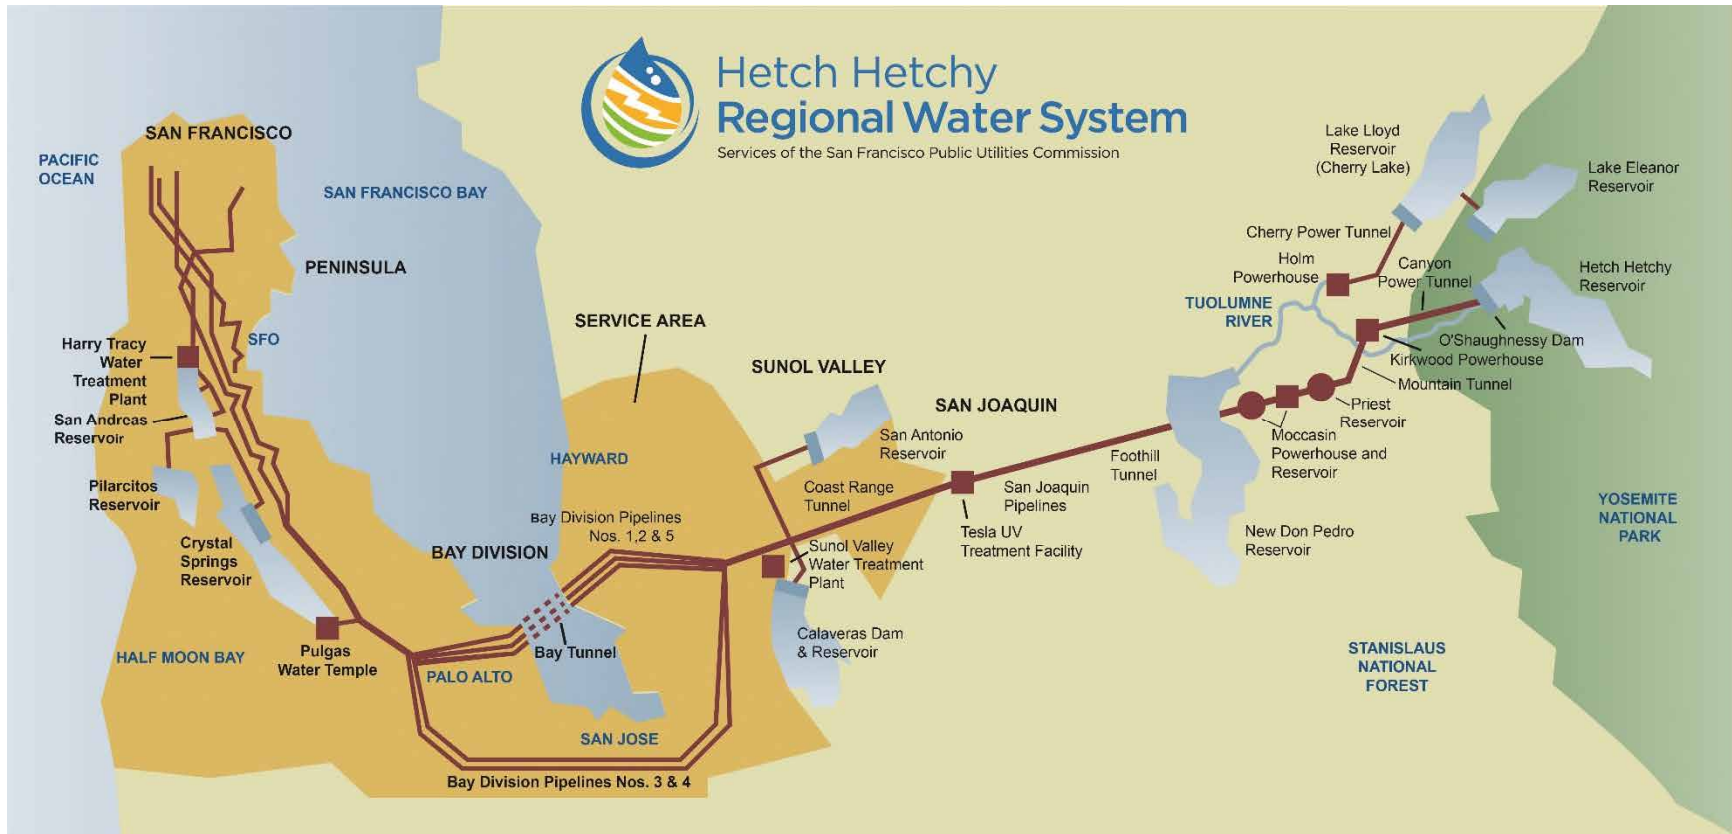 Hetch Hetchy
Regional Water System
Services of the San Francisco Public Utilities Commission
SAN FRANCISCO
PACIFIC
OCEAN
SAN FRANCISCO BAY
PENINSULA
SFO
Harry Tracy
Water
Treatment
Plant
San Andreas
Reservoir
Pilarcitos
Reservoir
Crystal
Springs
Reservoir
HALF MOON BAY
Pulgas
Water Temple
PALO ALTO
BAY DIVISION
Bay Tunnel
SAN JOSE
Bay Division Pipelines Nos. 3 & 4
SERVICE AREA
HAYWARD
Bay Division Pipelines
Nos. 1,2 & 5
SUNOL VALLEY
San Antonio
Reservoir
Coast Range
Tunnel
Sunol Valley
Water Treatment
Plant
Calaveras Dam
& Reservoir
SAN JOAQUIN
San Joaquin
Pipelines
Tesla UV
Treatment Facility
Foothill
Tunnel
New Don Pedro
Reservoir
Moccasin
Powerhouse and
Reservoir
Priest
Reservoir
Mountain Tunnel
Kirkwood Powerhouse
O'Shaughnessy Dam
TUOLUMNE
RIVER
Holm
Powerhouse
Cherry Power Tunnel
Canyon
Power Tunnel
Lake Lloyd
Reservoir
(Cherry Lake)
Lake Eleanor
Reservoir
Hetch Hetchy
Reservoir
YOSEMITE
NATIONAL
PARK
STANISLAUS
NATIONAL
FOREST